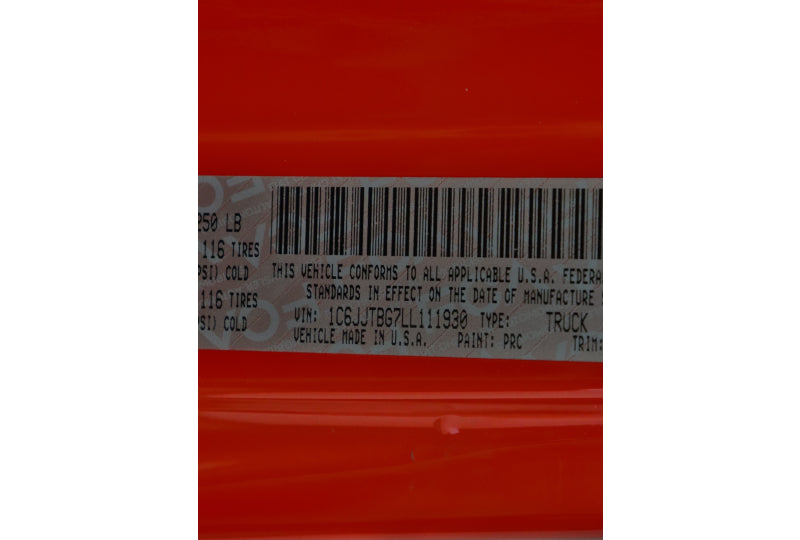 250 LB
116 TIRES
PSI) COLD
116 TIRES
PSI) COLD
THIS VEHICLE CONFORMS TO ALL APPLICABLE U.S.A. FEDERA
STANDARDS IN EFFECT ON THE DATE OF MANUFACTURE
VIN: 1C6JJTBG7LL111930 TYPE: TRUCK
VEHICLE MADE IN U.S.A. PAINT: PRC TRIM: